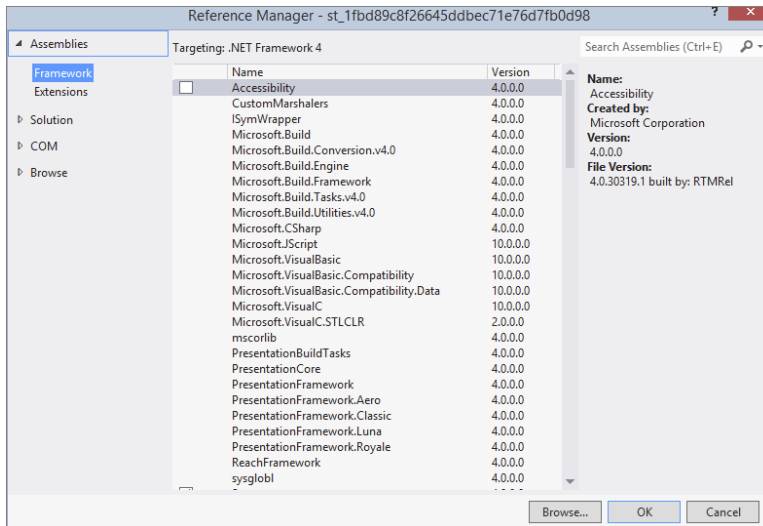 Reference Manager - st_1fbd89c8f26645ddbec71e76d7fb0d98
?
Assemblies
Framework
Extensions
Solution
COM
Browse
Targeting: .NET Framework 4
Search Assemblies (Ctrl+E)
Name Version
Accessibility 4.0.0.0
CustomMarshalers 4.0.0.0
ISymWrapper 4.0.0.0
Microsoft.Build 4.0.0.0
Microsoft.Build.Conversion.v4.0 4.0.0.0
Microsoft.Build.Engine 4.0.0.0
Microsoft.Build.Framework 4.0.0.0
Microsoft.Build.Tasks.v4.0 4.0.0.0
Microsoft.Build.Utilities.v4.0 4.0.0.0
Microsoft.CSharp 4.0.0.0
Microsoft.JScript 10.0.0.0
Microsoft.VisualBasic 10.0.0.0
Microsoft.VisualBasic.Compatibility 10.0.0.0
Microsoft.VisualBasic.Compatibility.Data 10.0.0.0
Microsoft.VisualC 10.0.0.0
Microsoft.VisualC.STLCLR 2.0.0.0
mscorlib 4.0.0.0
PresentationBuildTasks 4.0.0.0
PresentationCore 4.0.0.0
PresentationFramework 4.0.0.0
PresentationFramework.Aero 4.0.0.0
PresentationFramework.Classic 4.0.0.0
PresentationFramework.Luna 4.0.0.0
PresentationFramework.Royale 4.0.0.0
ReachFramework 4.0.0.0
sysglobl 4.0.0.0
Name:
Accessibility
Created by:
Microsoft Corporation
Version:
4.0.0.0
File Version:
4.0.30319.1 built by: RTMRel
Browse... OK Cancel